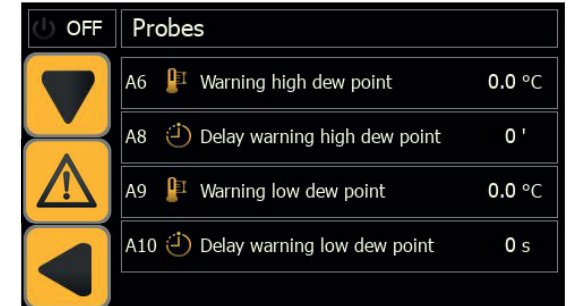 OFF Probes
A6 Warning high dew point 0.0 °C
A8 Delay warning high dew point 0 '
A9 Warning low dew point 0.0 °C
A10 Delay warning low dew point 0 s